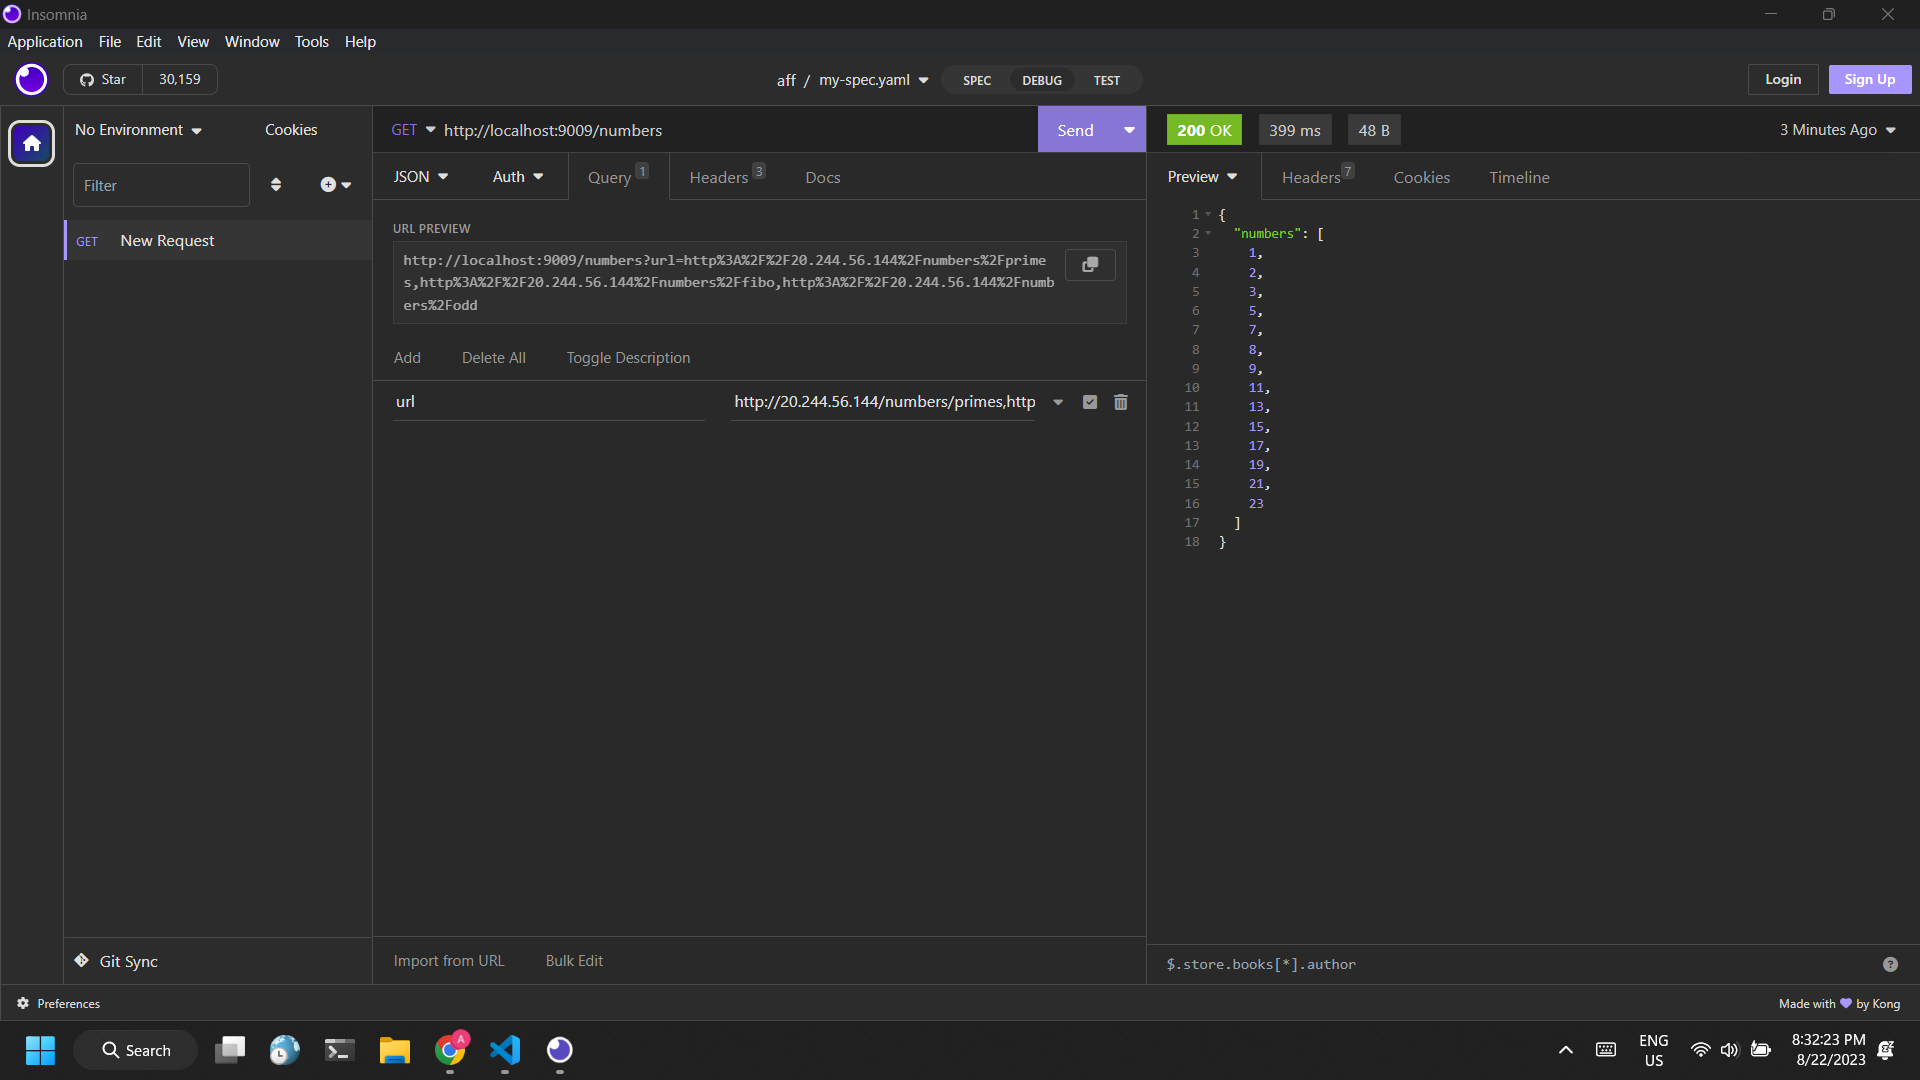 Insomnia
Application File Edit View Window Tools Help
Star 30,159
aff / my-spec.yaml SPEC DEBUG TEST
Login Sign Up
No Environment Cookies
GET http://localhost:9009/numbers Send
200 OK 399 ms 48 B 3 Minutes Ago
Filter
JSON Auth Query 1 Headers 3 Docs
Preview Headers 7 Cookies Timeline
GET New Request
URL PREVIEW
http://localhost:9009/numbers?url=http%3A%2F%2F20.244.56.144%2Fnumbers%2Fprime
s,http%3A%2F%2F20.244.56.144%2Fnumbers%2Ffibo,http%3A%2F%2F20.244.56.144%2Fnumb
ers%2Fodd
Add Delete All Toggle Description
url http://20.244.56.144/numbers/primes,http
1 {
2 "numbers": [
3 1,
4 2,
5 3,
6 5,
7 7,
8 8,
9 9,
10 11,
11 13,
12 15,
13 17,
14 19,
15 21,
16 23
17 ]
18 }
Git Sync
Import from URL Bulk Edit
$.store.books[*].author
Preferences
Made with by Kong
Search
A
ENG
US
8:32:23 PM
8/22/2023